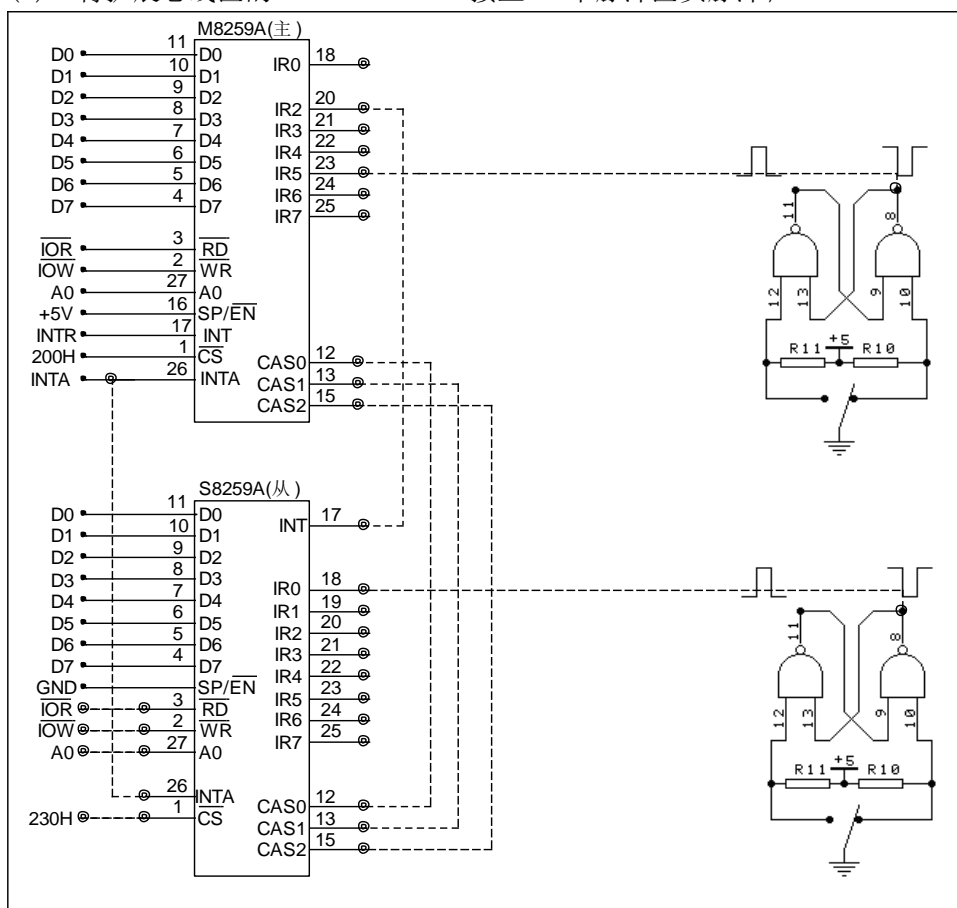 M8259A(主)
D0 11 D0
D1 10 D1
D2 9 D2
D3 8 D3
D4 7 D4
D5 6 D5
D6 5 D6
D7 4 D7
IOR 3 RD
IOW 2 WR
A0 27 A0
+5V 16 SP/EN
INTR 17 INT
200H 1 CS
INTA 26 INTA
IR0 18
IR2 20
IR3 21
IR4 22
IR5 23
IR6 24
IR7 25
CAS0 12
CAS1 13
CAS2 15
11 8
12 13 9 10
R11 +5 R10
S8259A(从)
D0 11 D0
D1 10 D1
D2 9 D2
D3 8 D3
D4 7 D4
D5 6 D5
D6 5 D6
D7 4 D7
GND SP/EN
IOR 3 RD
IOW 2 WR
A0 27 A0
26 INTA
230H 1 CS
INT 17
IR0 18
IR1 19
IR2 20
IR3 21
IR4 22
IR5 23
IR6 24
IR7 25
CAS0 12
CAS1 13
CAS2 15
11 8
12 13 9 10
R11 +5 R10